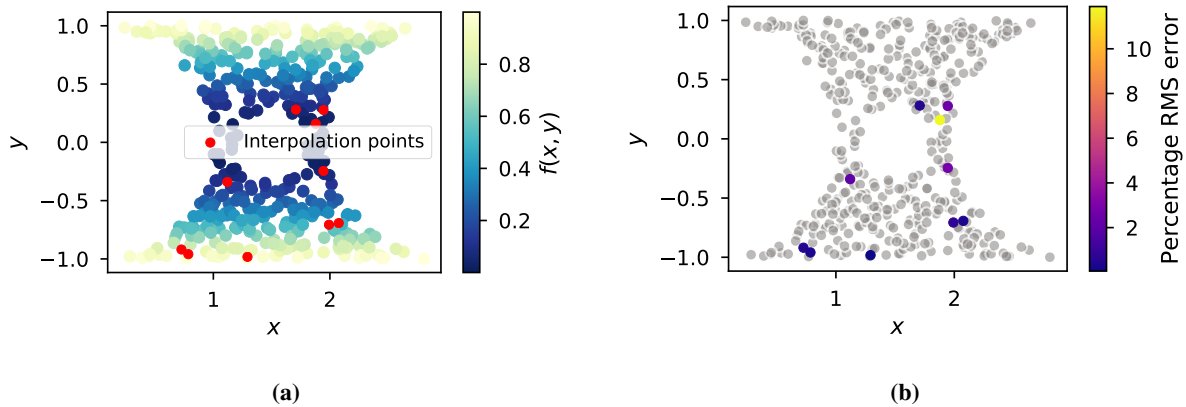 1.0
0.5
0.0
−0.5
−1.0
y
1
2
x
Interpolation points
0.8
0.6
0.4
0.2
f(x, y)
(a)
1.0
0.5
0.0
−0.5
−1.0
y
1
2
x
10
8
6
4
2
Percentage RMS error
(b)